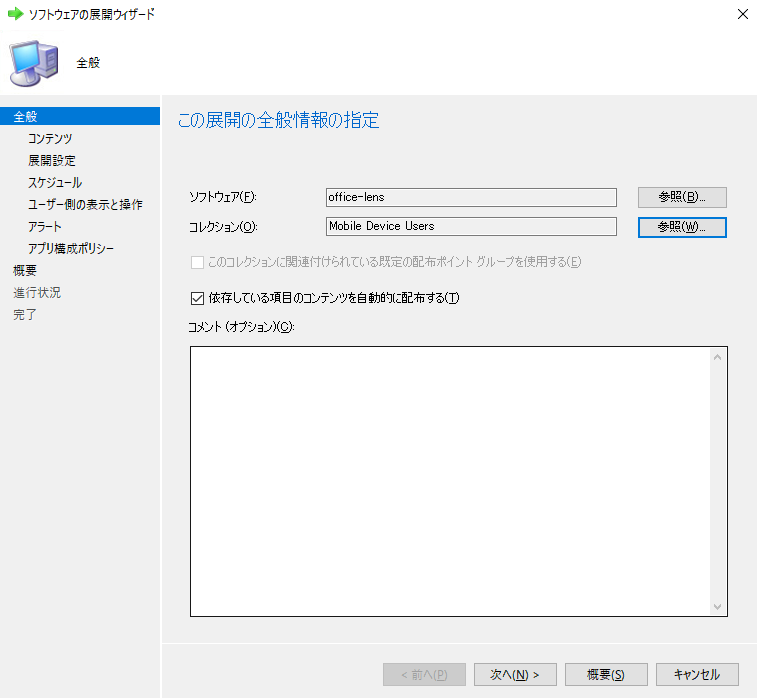 ソフトウェアの展開ウィザード
全般
全般
コンテンツ
展開設定
スケジュール
ユーザー側の表示と操作
アラート
アプリ構成ポリシー
概要
進行状況
完了
この展開の全般情報の指定
ソフトウェア(F): office-lens 参照(B)...
コレクション(O): Mobile Device Users 参照(W)...
このコレクションに関連付けられている既定の配布ポイント グループを使用する(E)
依存している項目のコンテンツを自動的に配布する(T)
コメント (オプション)(C):
< 前へ(P) 次へ(N) > 概要(S) キャンセル